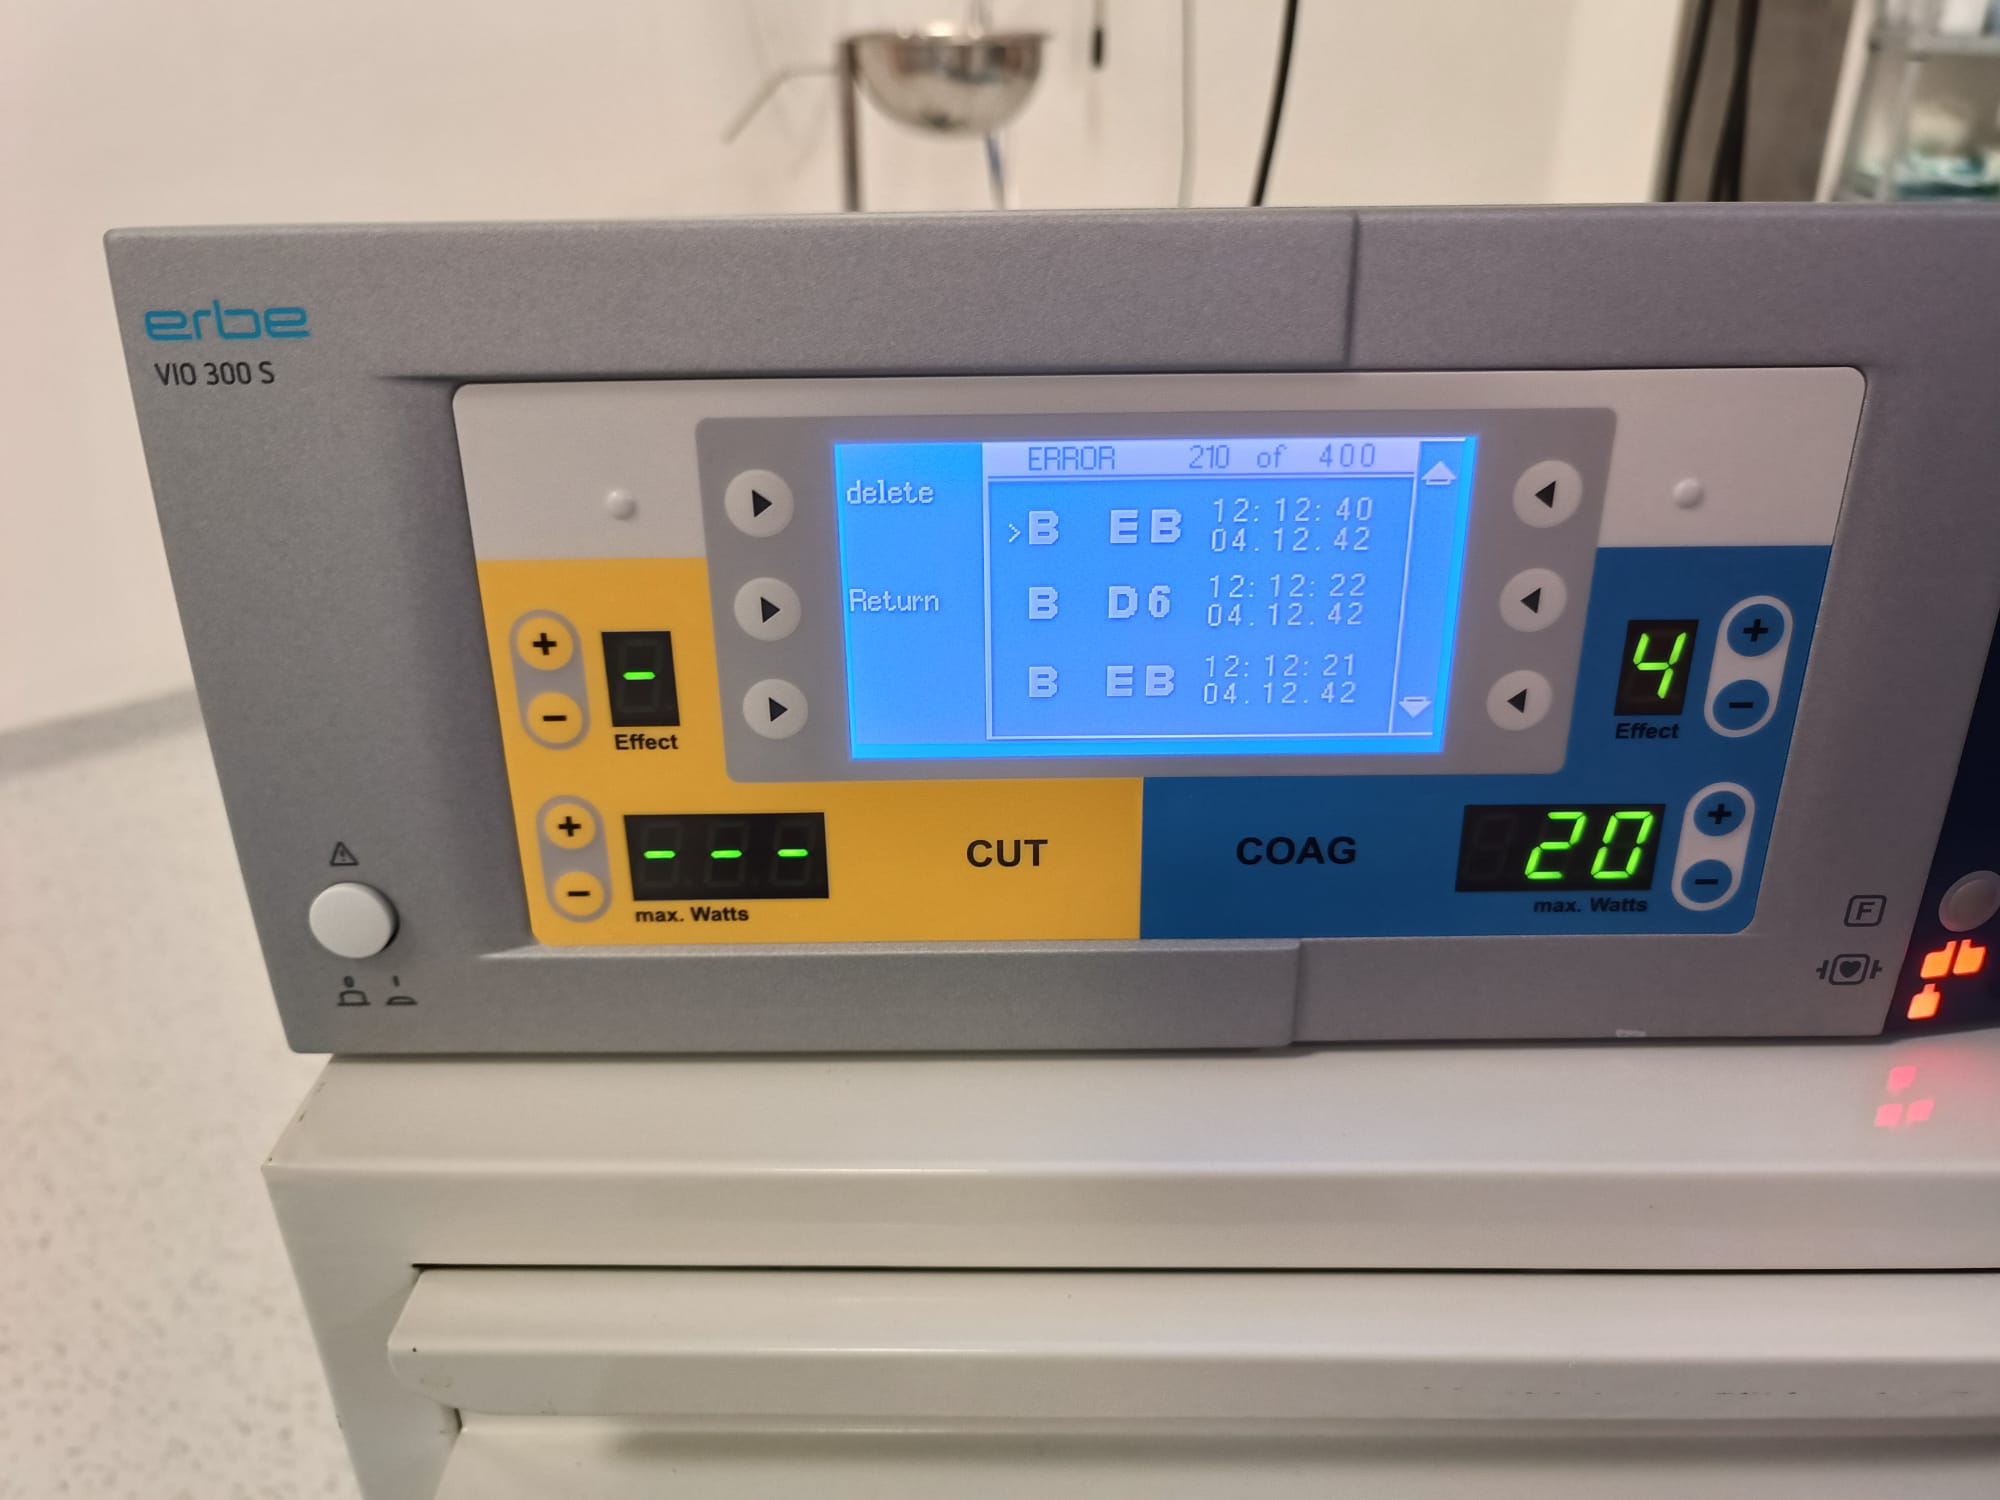 erbe
VIO 300 S
ERROR 210 of 400
delete
>B EB 12:12:40
04.12.42
Return
B D6 12:12:22
04.12.42
B EB 12:12:21
04.12.42
+
-
-
Effect
4
+
-
Effect
+
-
---
max. Watts
CUT
COAG
20
max. Watts
+
-
F